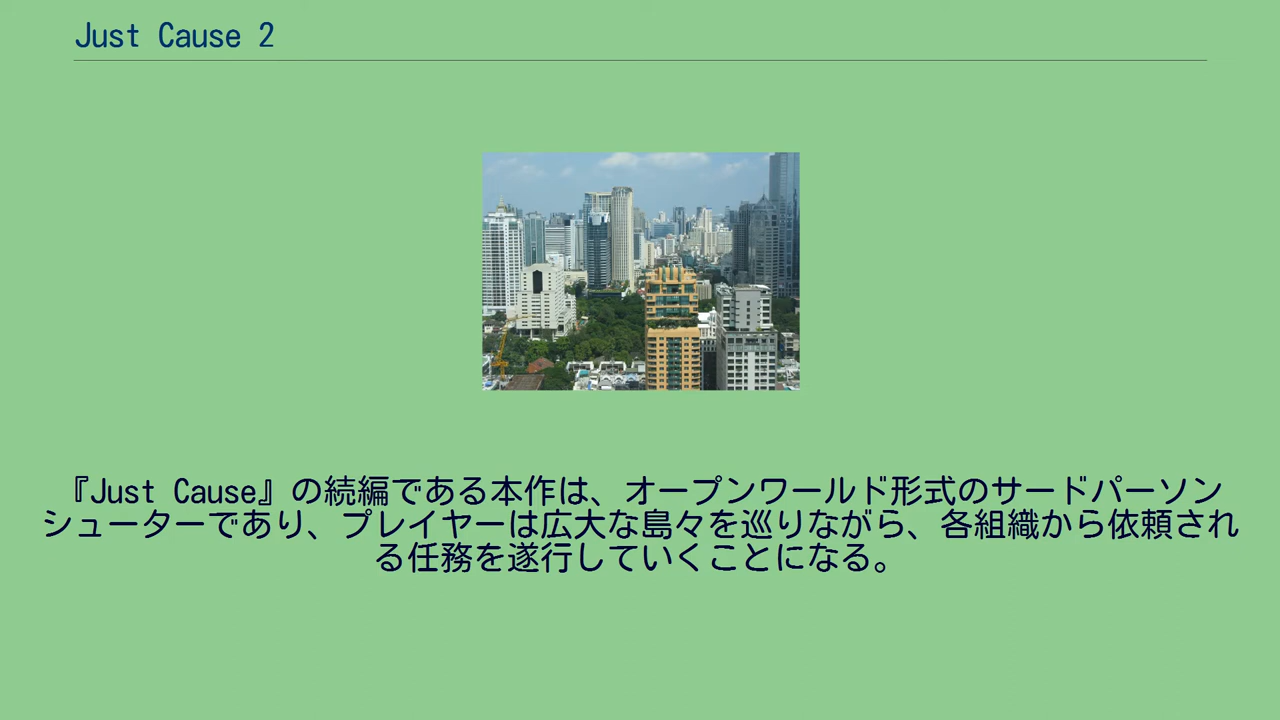 Just Cause 2
『Just Cause』の続編である本作は、オープンワールド形式のサードパーソン
シューターであり、プレイヤーは広大な島々を巡りながら、各組織から依頼され
る任務を遂行していくことになる。